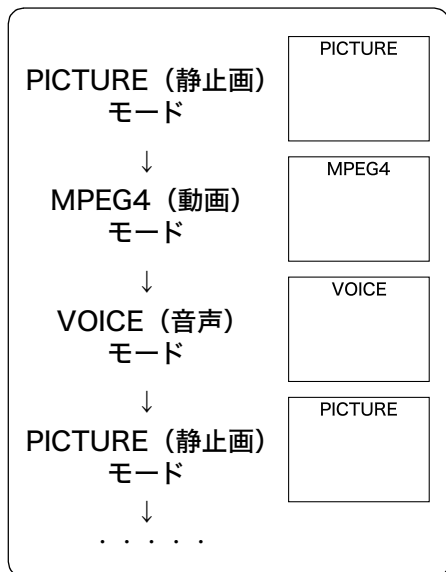 PICTURE（静止画）
モード
PICTURE
↓
MPEG4（動画）
モード
MPEG4
↓
VOICE（音声）
モード
VOICE
↓
PICTURE（静止画）
モード
PICTURE
↓
・・・・・